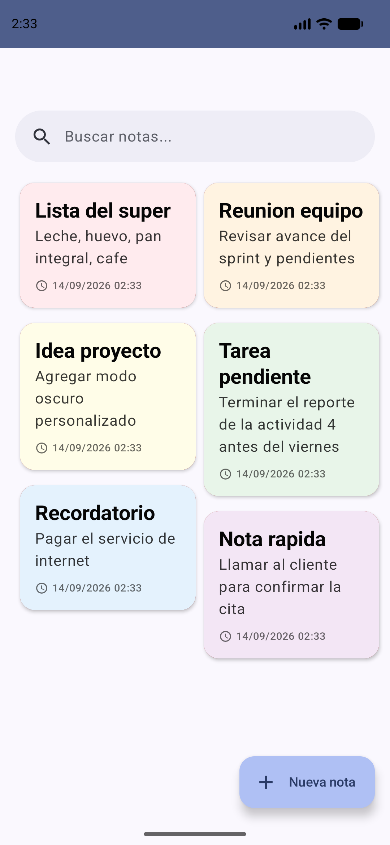 2:33
Buscar notas...
Lista del super
Leche, huevo, pan
integral, cafe
14/09/2026 02:33
Reunion equipo
Revisar avance del
sprint y pendientes
14/09/2026 02:33
Idea proyecto
Agregar modo
oscuro
personalizado
14/09/2026 02:33
Tarea
pendiente
Terminar el reporte
de la actividad 4
antes del viernes
14/09/2026 02:33
Recordatorio
Pagar el servicio de
internet
14/09/2026 02:33
Nota rapida
Llamar al cliente
para confirmar la
cita
14/09/2026 02:33
Nueva nota